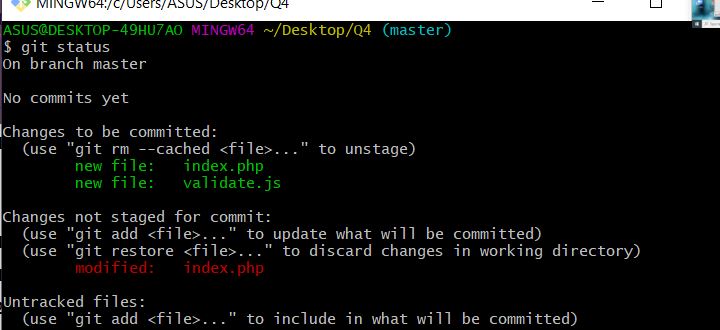 MINGW64:/c/Users/ASUS/Desktop/Q4
ASUS@DESKTOP-49HU7AO MINGW64 ~/Desktop/Q4 (master)
$ git status
On branch master
No commits yet
Changes to be committed:
(use "git rm --cached <file>..." to unstage)
new file: index.php
new file: validate.js
Changes not staged for commit:
(use "git add <file>..." to update what will be committed)
(use "git restore <file>..." to discard changes in working directory)
modified: index.php
Untracked files:
(use "git add <file>..." to include in what will be committed)